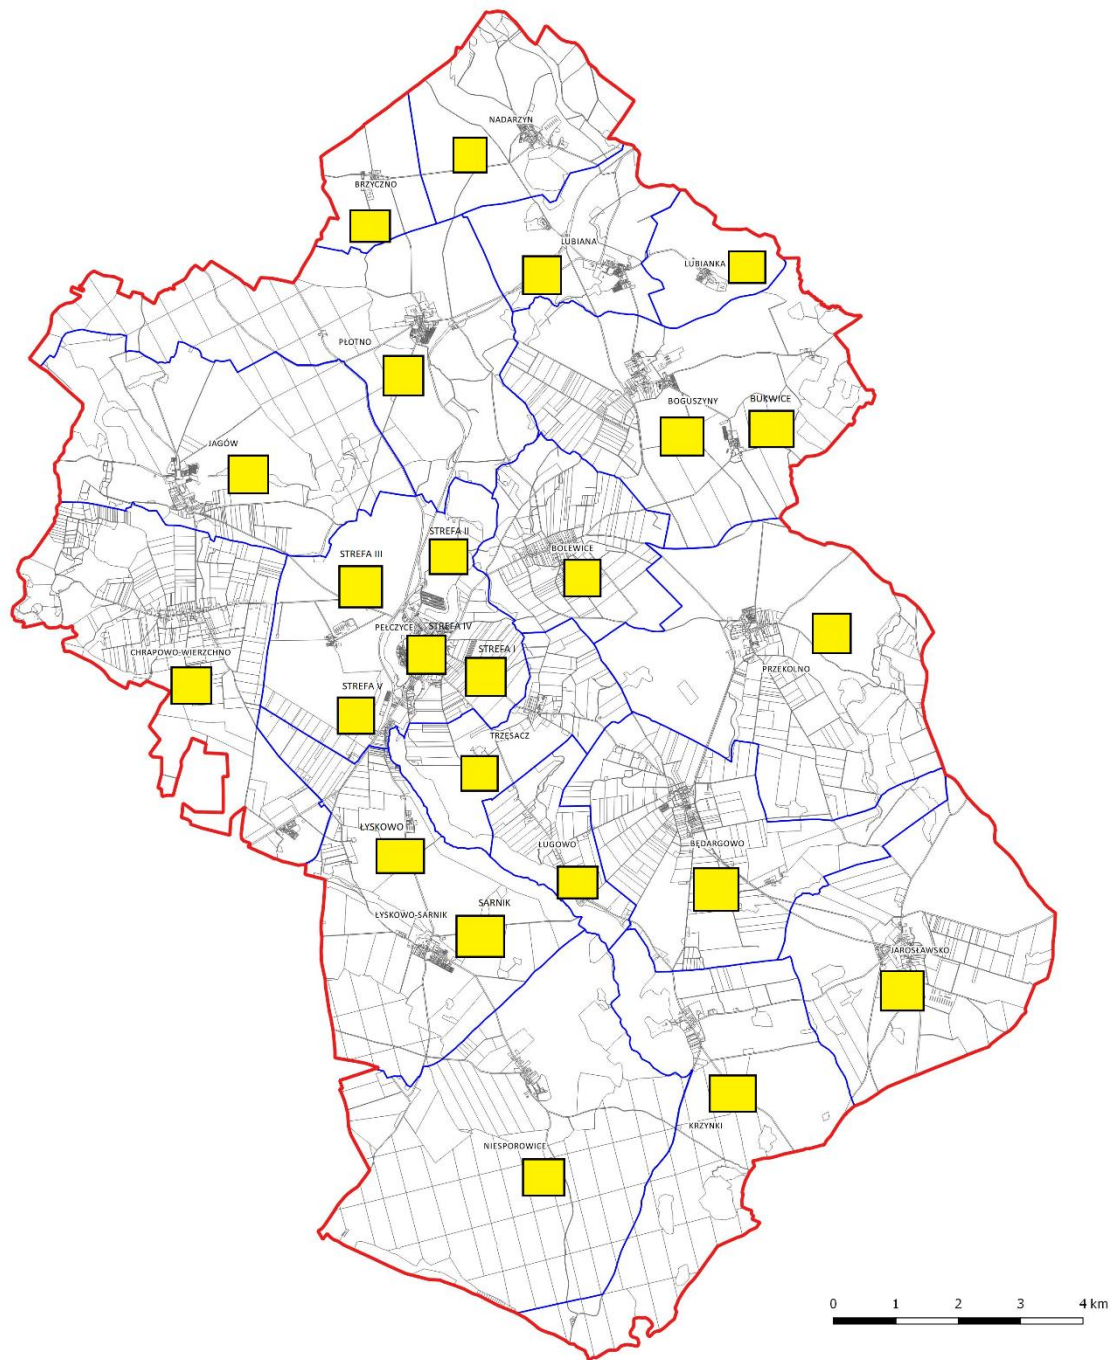 NADARZYN
BRZYCZNO
LUBIANA
LUBIANKA
PŁOTNO
BOGUSZYNY
BUKWICE
JAGÓW
STREFA II
STREFA III
BOLEWICE
PEŁCZYCE
STREFA IV
STREFA I
CHRAPOWO-WIERZCHNO
PRZEKOLNO
STREFA V
TRZĘSACZ
ŁYSKOWO
ŁUGOWO
BĘDARGOWO
SARNIK
ŁYSKOWO-SARNIK
JAROSŁAWSKO
KRZYNKI
NIESPOROWICE
0 1 2 3 4 km